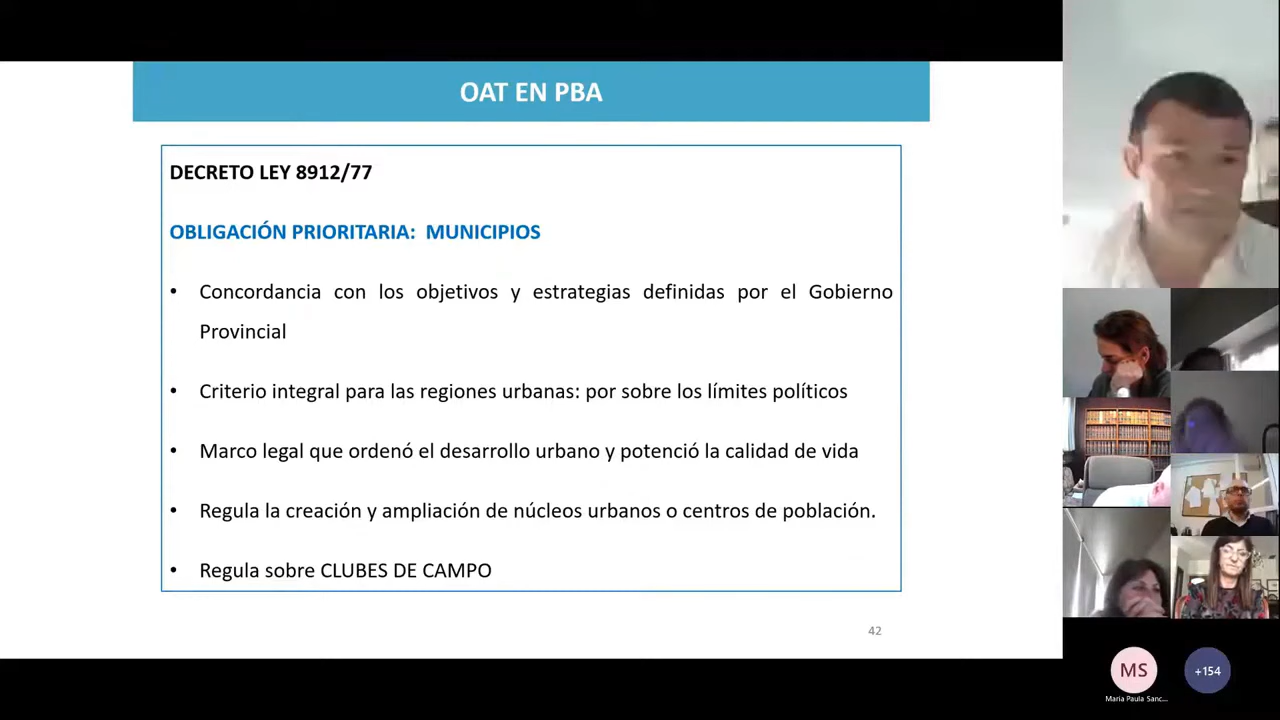 OAT EN PBA
DECRETO LEY 8912/77
OBLIGACIÓN PRIORITARIA: MUNICIPIOS
• Concordancia con los objetivos y estrategias definidas por el Gobierno
Provincial
• Criterio integral para las regiones urbanas: por sobre los límites políticos
• Marco legal que ordenó el desarrollo urbano y potenció la calidad de vida
• Regula la creación y ampliación de núcleos urbanos o centros de población.
• Regula sobre CLUBES DE CAMPO
42
MS
+154
Maria Paula Sanc...